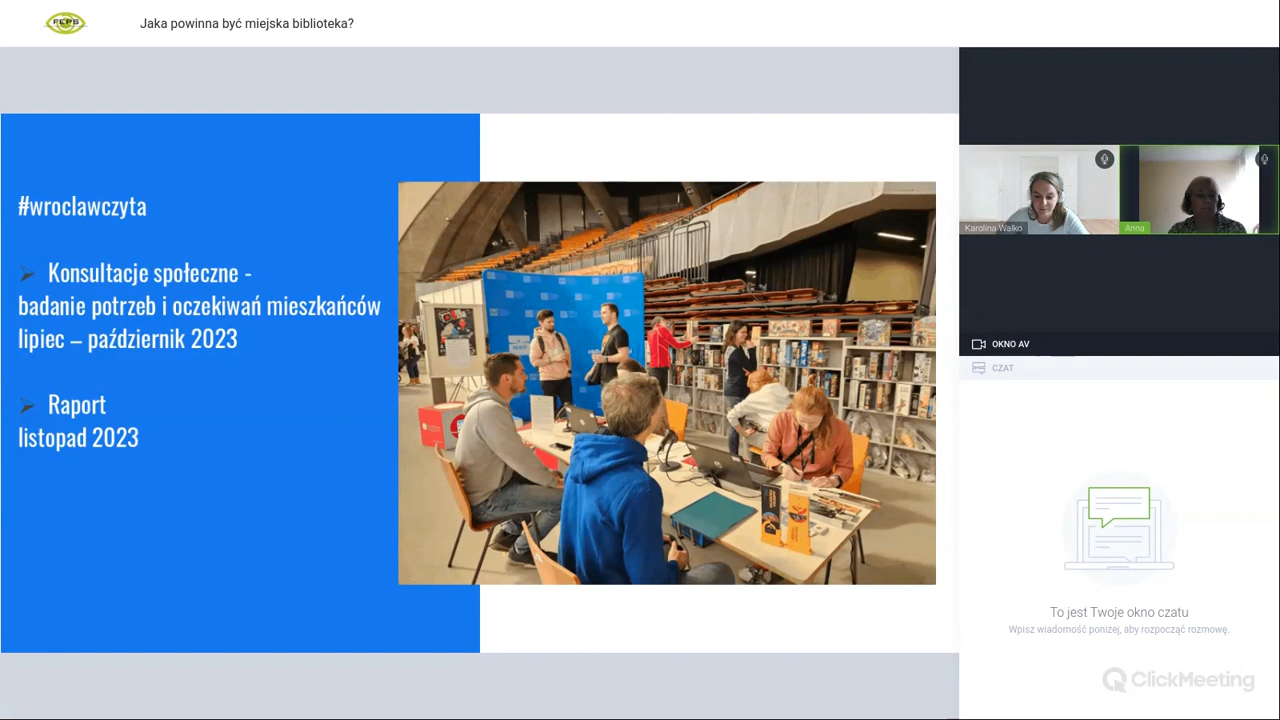 FEPS
Jaka powinna być miejska biblioteka?
#wroclawczyta
➤ Konsultacje społeczne -
badanie potrzeb i oczekiwań mieszkańców
lipiec – październik 2023
➤ Raport
listopad 2023
Karolina Walko
Anna
OKNO AV
CZAT
To jest Twoje okno czatu
Wpisz wiadomość poniżej, aby rozpocząć rozmowę.
ClickMeeting